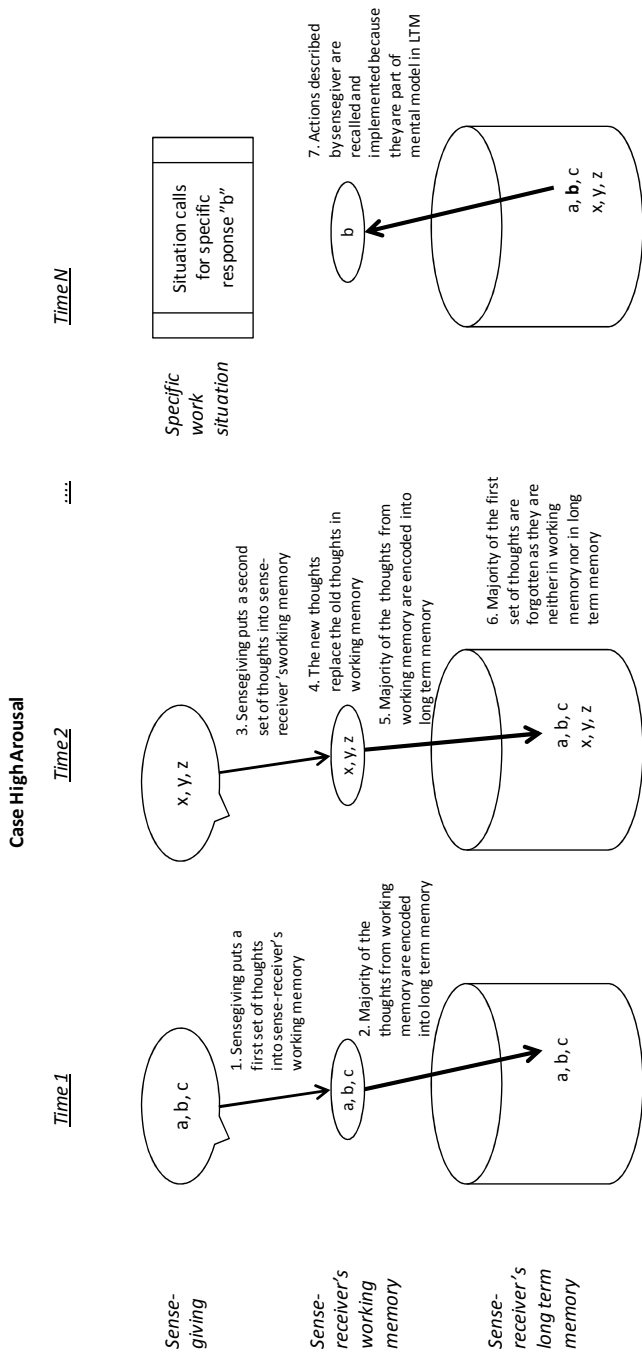 Case High Arousal
Time 1
Time 2
....
Time N
Sense-
giving
a, b, c
x, y, z
Specific
work
situation
Situation calls
for specific
response "b"
1. Sensegiving puts a
first set of thoughts
into sense-receiver's
working memory
3. Sensegiving puts a second
set of thoughts into sense-
receiver'sworking memory
Sense-
receiver's
working
memory
a, b, c
x, y, z
4. The new thoughts
replace the old thoughts in
working memory
b
7. Actions described
by sensegiver are
recalled and
implemented because
they are part of
mental model in LTM
2. Majority of the
thoughts from working
memory are encoded
into long term memory
5. Majority of the thoughts from
working memory are encoded into
long term memory
Sense-
receiver's
long term
memory
a, b, c
a, b, c
x, y, z
6. Majority of the first
set of thoughts are
forgotten as they are
neither in working
memory nor in long
term memory
a, b, c
x, y, z